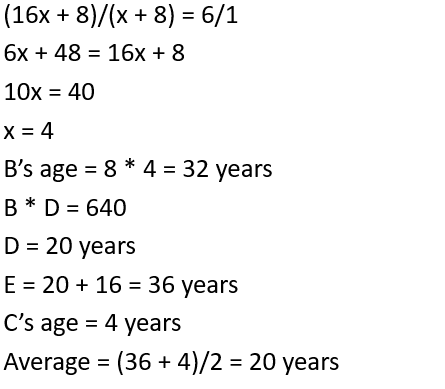 (16x + 8)/(x + 8) = 6/1
6x + 48 = 16x + 8
10x = 40
x = 4
B’s age = 8 * 4 = 32 years
B * D = 640
D = 20 years
E = 20 + 16 = 36 years
C’s age = 4 years
Average = (36 + 4)/2 = 20 years